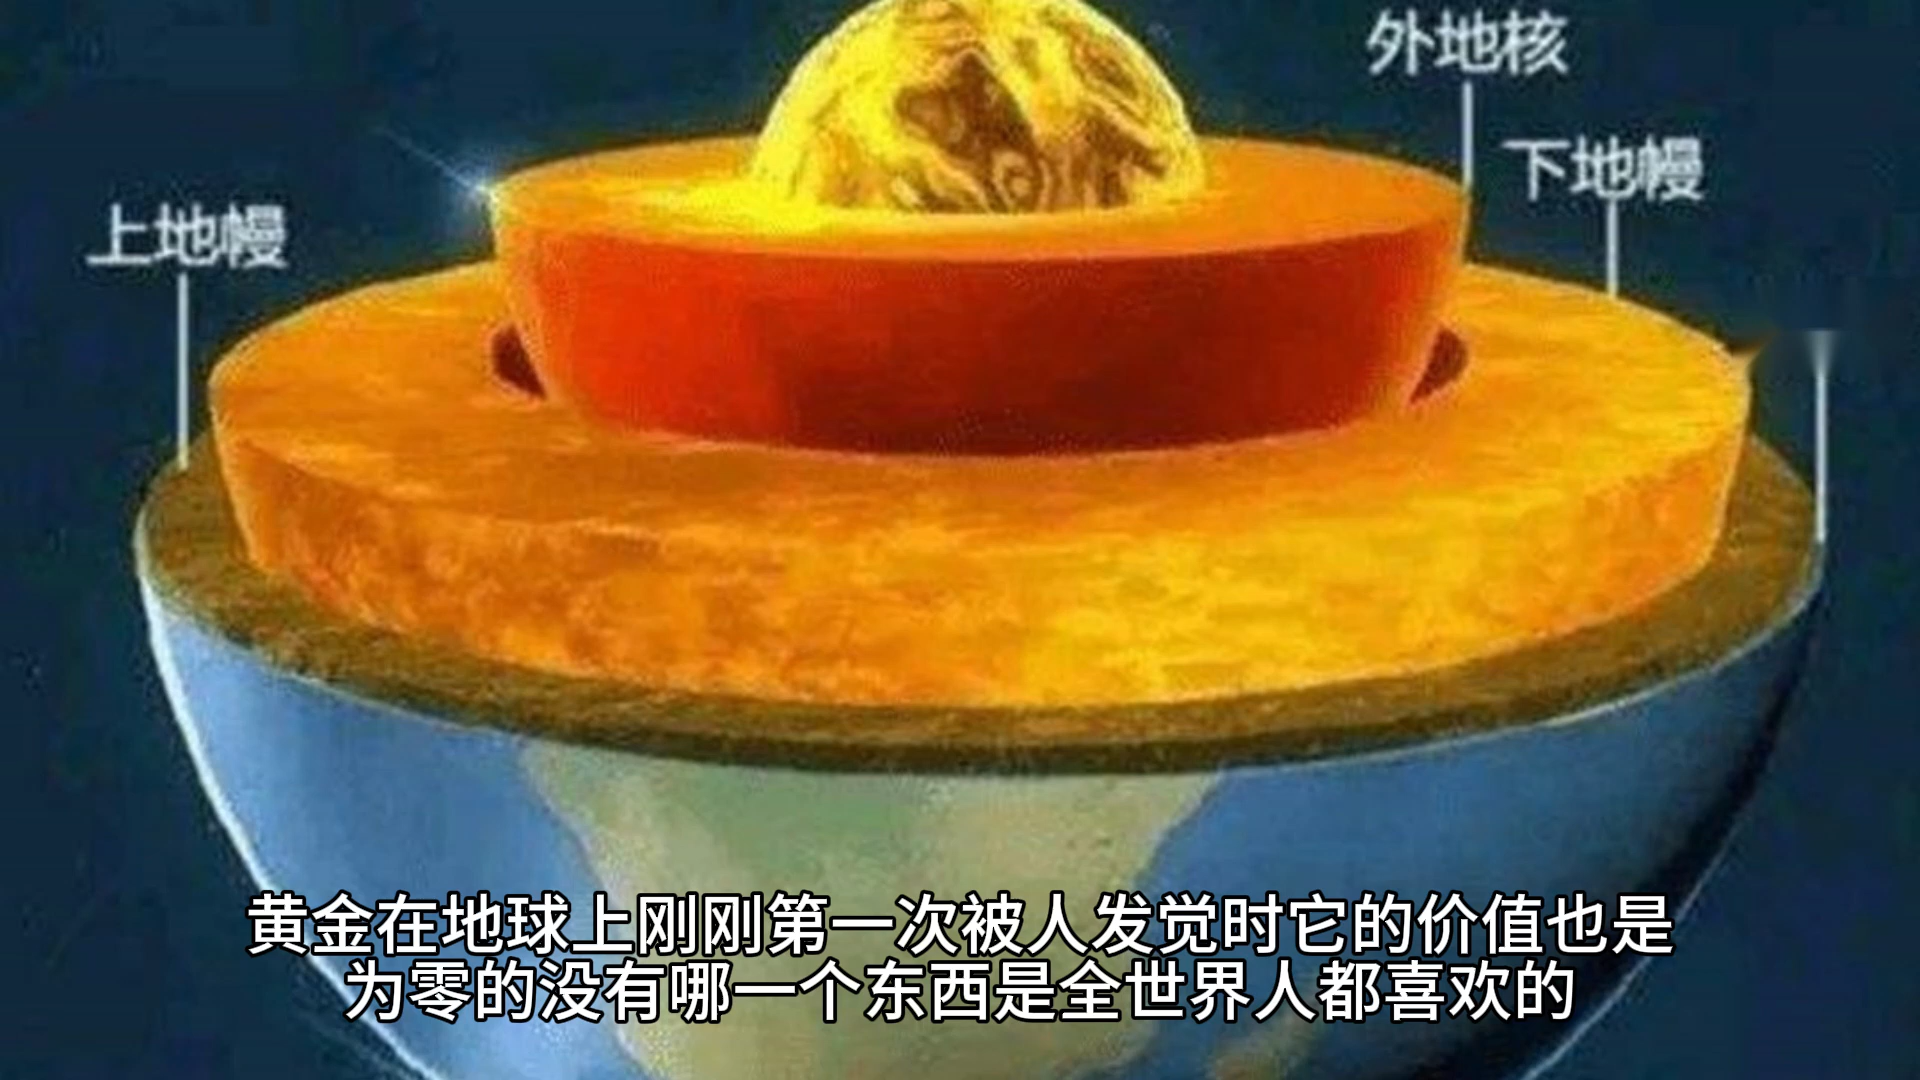 外地核
下地幔
上地幔
黄金在地球上刚刚第一次被人发觉时它的价值也是
为零的没有哪一个东西是全世界人都喜欢的